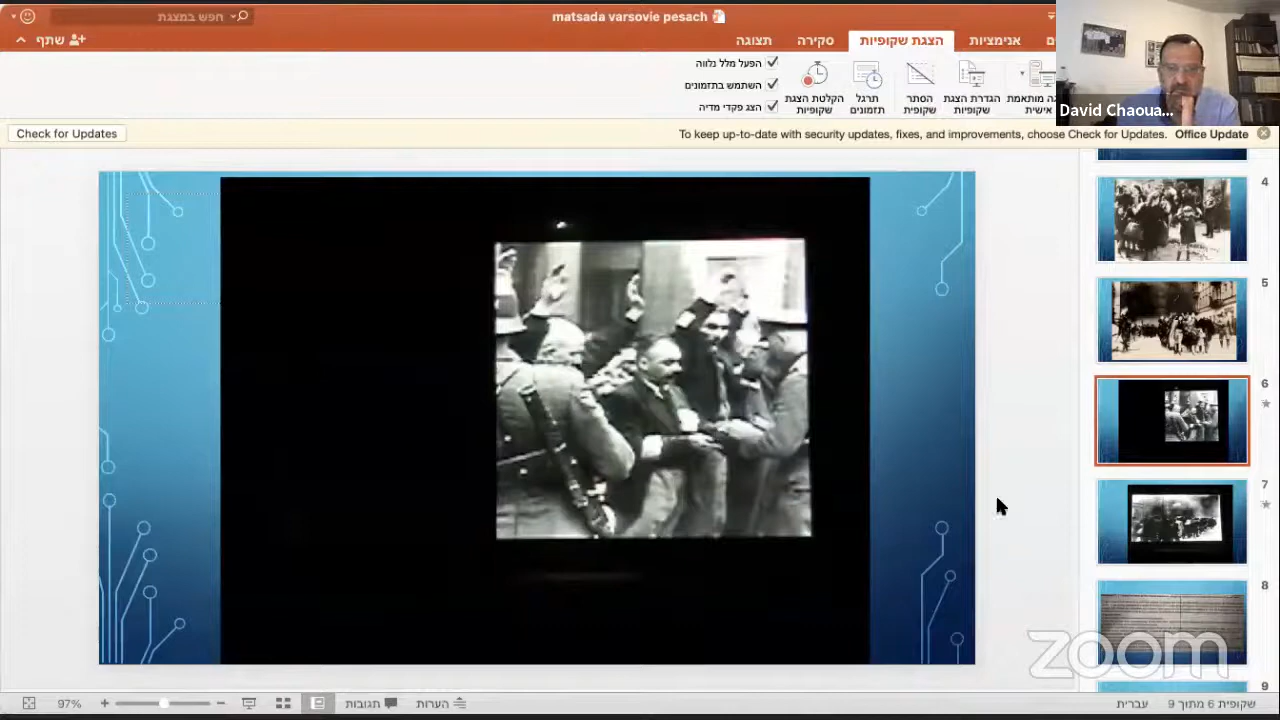 חפש במצגת
matsada varsovie pesach
שתף
תצוגה
סקירה
הצגת שקופיות
אנימציות
הפעל מלל נלווה
השתמש בתזמונים
הצג פקדי מדיה
הקלטת הצגת
שקופיות
תרגל
תזמונים
הסתר
שקופית
הגדרת הצגת
שקופיות
מותאמת
אישית
David Chaoua...
Check for Updates
To keep up-to-date with security updates, fixes, and improvements, choose Check for Updates.
Office Update
4
5
6
7
8
9
zoom
97%
תגובות
הערות
עברית
שקופית 6 מתוך 9